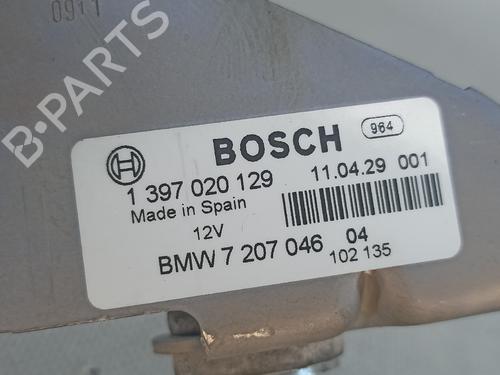 0911
BOSCH 964
1 397 020 129 11.04.29 001
Made in Spain
12V
BMW 7 207 046 04
102 135
B-Parts